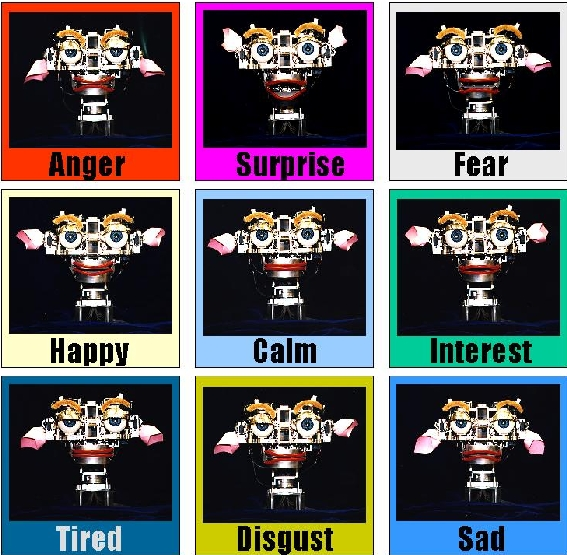 Anger
Surprise
Fear
Happy
Calm
Interest
Tired
Disgust
Sad